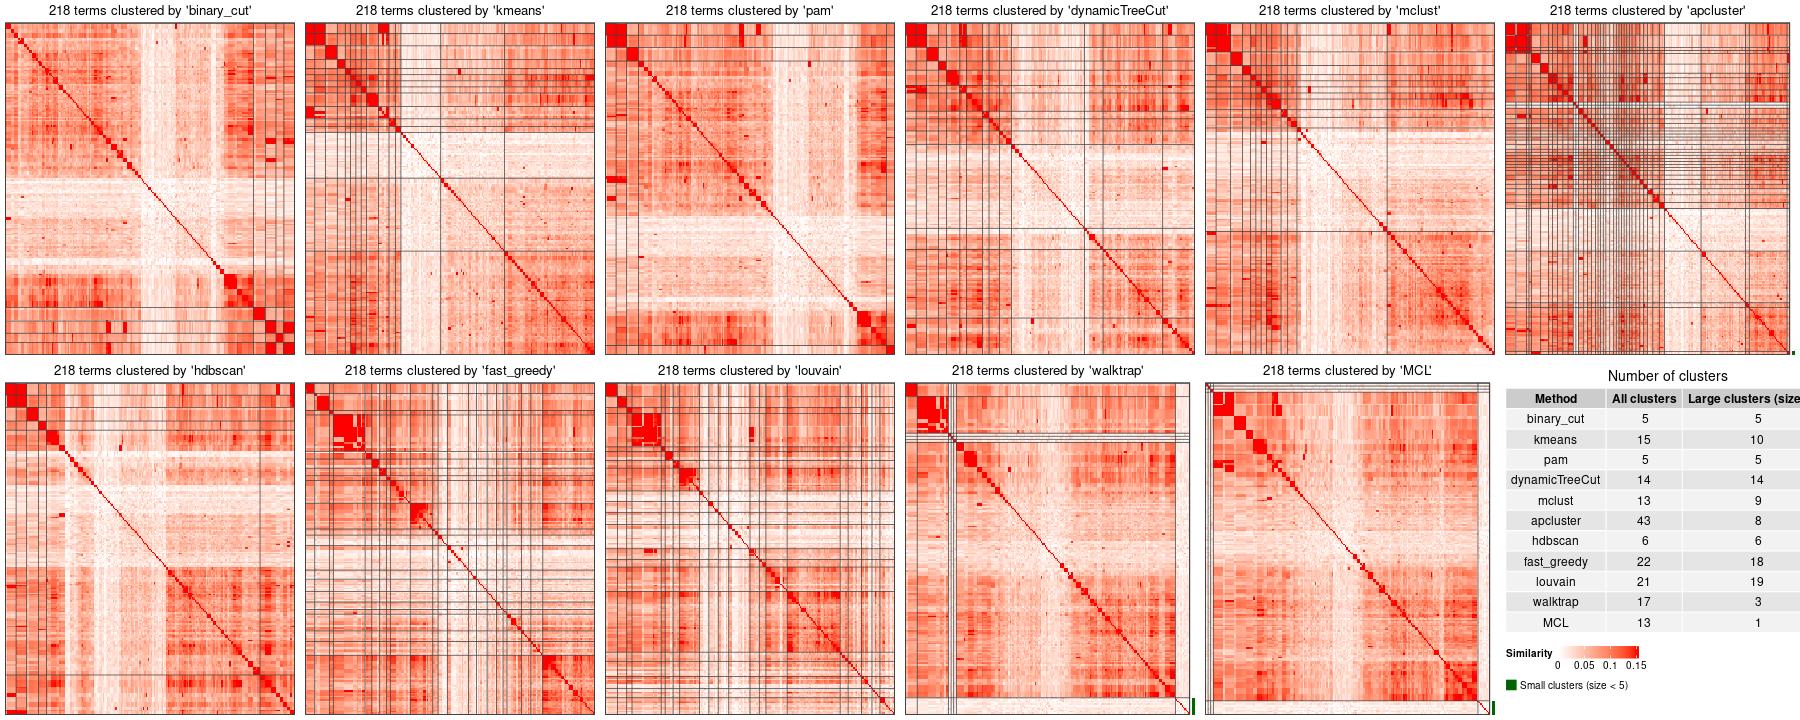 218 terms clustered by 'binary_cut'
218 terms clustered by 'kmeans'
218 terms clustered by 'pam'
218 terms clustered by 'dynamicTreeCut'
218 terms clustered by 'mclust'
218 terms clustered by 'apcluster'
218 terms clustered by 'hdbscan'
218 terms clustered by 'fast_greedy'
218 terms clustered by 'louvain'
218 terms clustered by 'walktrap'
218 terms clustered by 'MCL'
Number of clusters
Method All clusters Large clusters (size
binary_cut 5 5
kmeans 15 10
pam 5 5
dynamicTreeCut 14 14
mclust 13 9
apcluster 43 8
hdbscan 6 6
fast_greedy 22 18
louvain 21 19
walktrap 17 3
MCL 13 1
Similarity
0 0.05 0.1 0.15
Small clusters (size < 5)